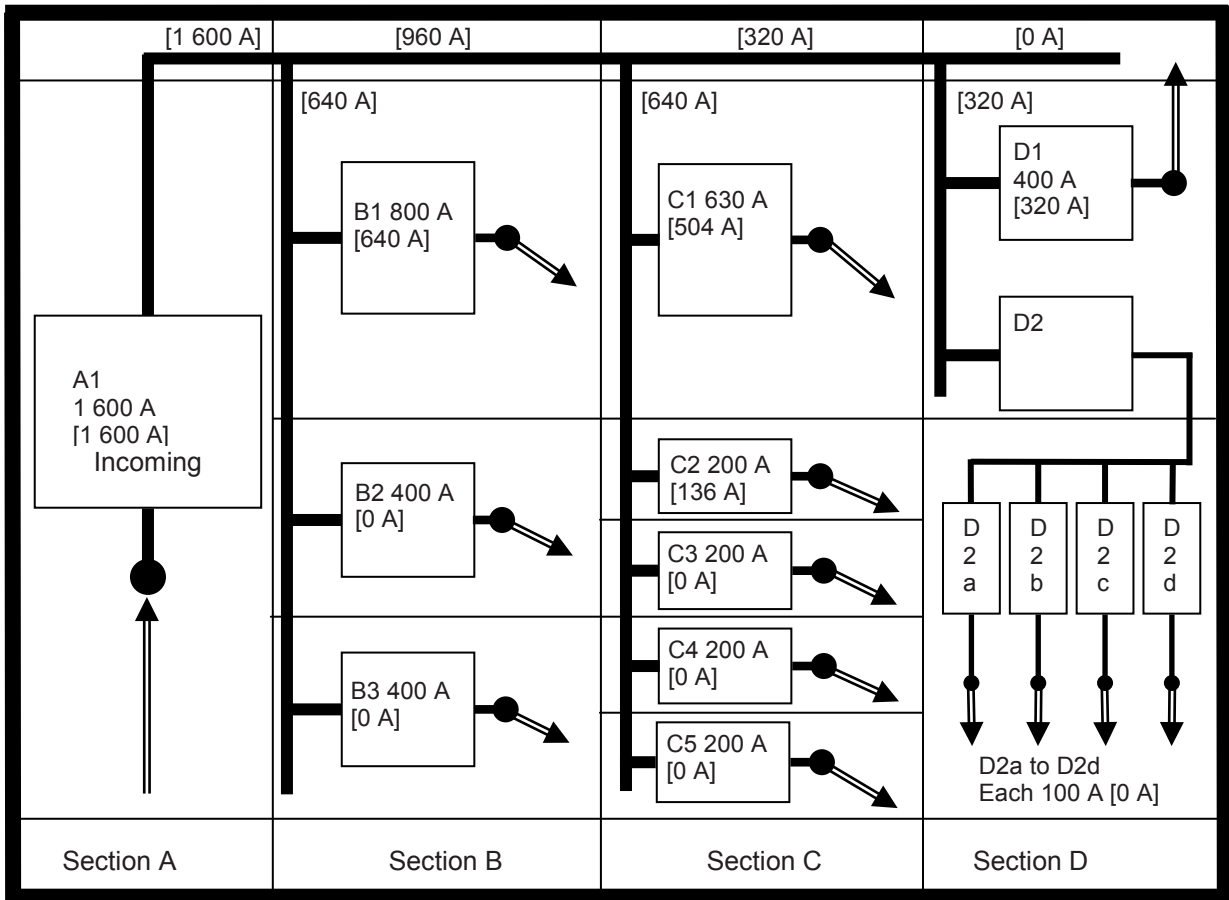 [1 600 A]
[960 A]
[320 A]
[0 A]
[640 A]
[640 A]
[320 A]
A1
1 600 A
[1 600 A]
Incoming
B1 800 A
[640 A]
B2 400 A
[0 A]
B3 400 A
[0 A]
C1 630 A
[504 A]
C2 200 A
[136 A]
C3 200 A
[0 A]
C4 200 A
[0 A]
C5 200 A
[0 A]
D1
400 A
[320 A]
D2
D
2
a
D
2
b
D
2
c
D
2
d
D2a to D2d
Each 100 A [0 A]
Section A
Section B
Section C
Section D